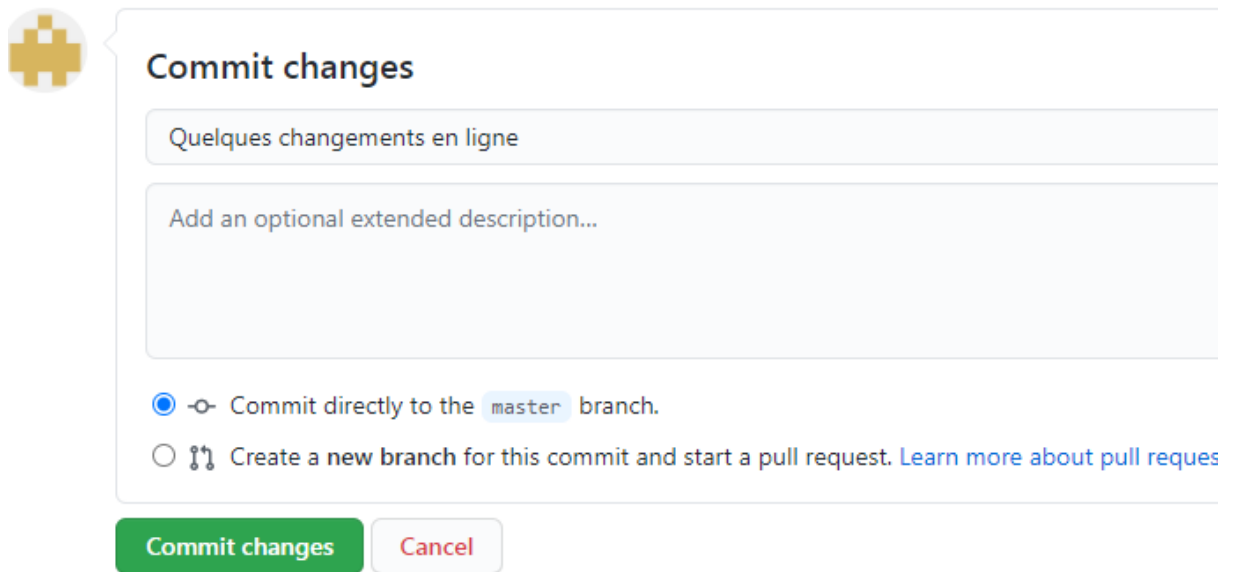 Commit changes
Quelques changements en ligne
Add an optional extended description...
Commit directly to the master branch.
Create a new branch for this commit and start a pull request. Learn more about pull reques
Commit changes
Cancel